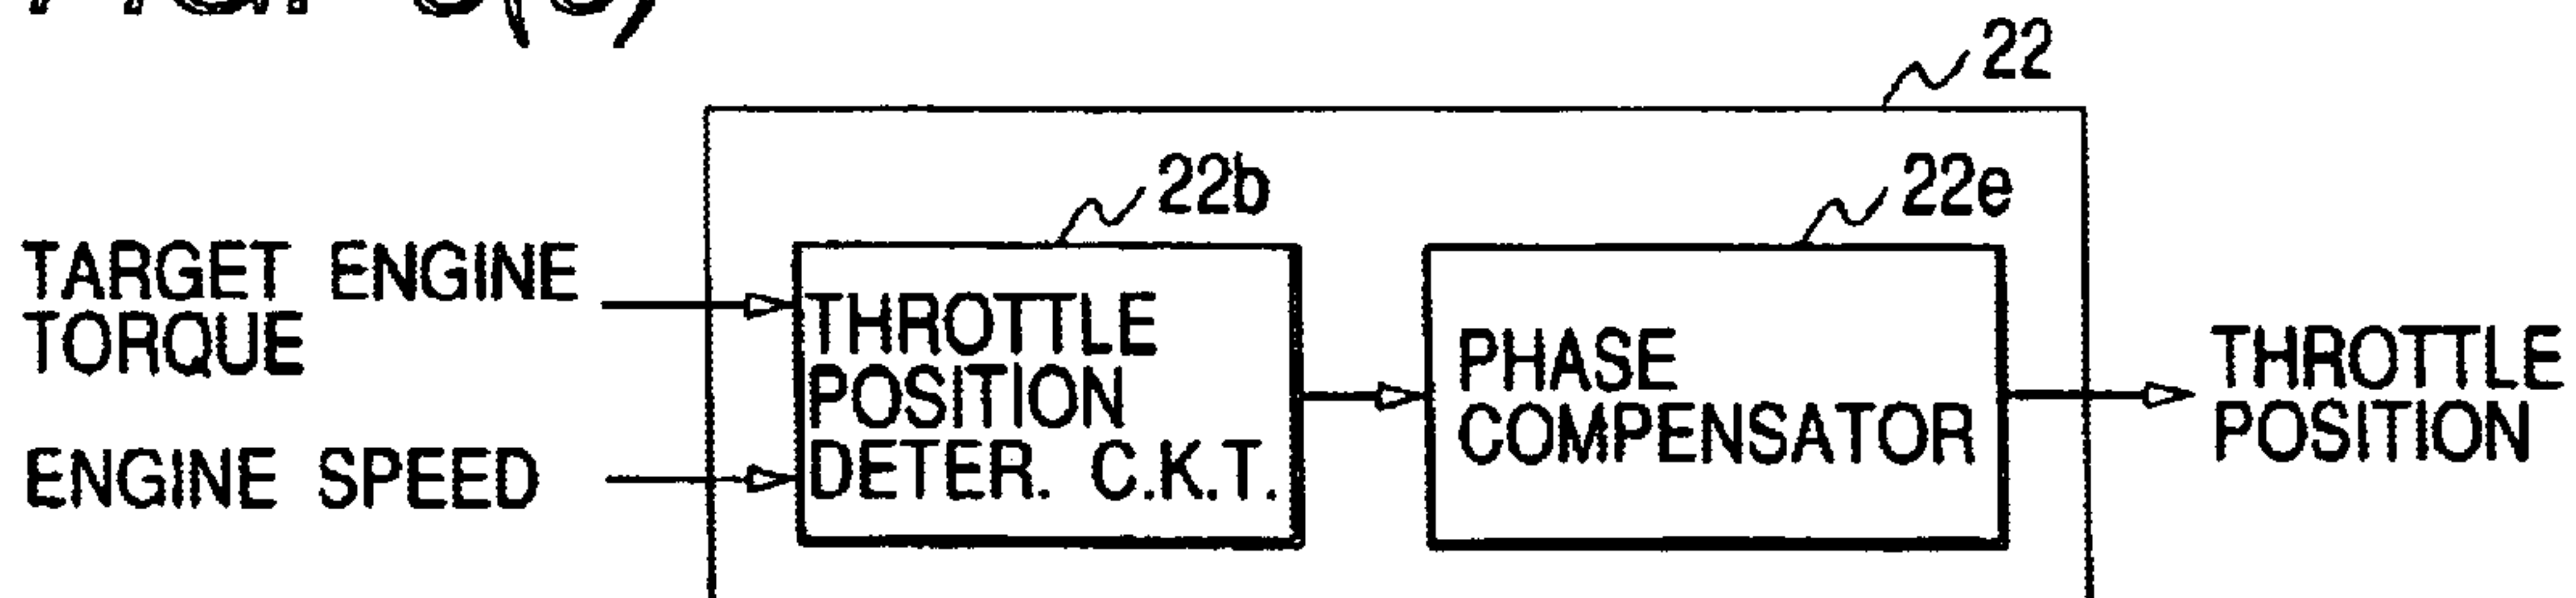 22
22b
22e
TARGET ENGINE
TORQUE
ENGINE SPEED
THROTTLE
POSITION
DETER. C.K.T.
PHASE
COMPENSATOR
THROTTLE
POSITION